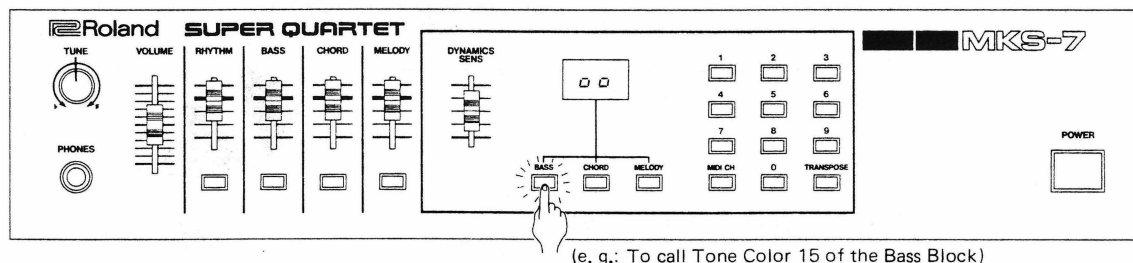 Roland SUPER QUARTET
MKS-7
TUNE VOLUME RHYTHM BASS CHORD MELODY DYNAMICS SENS
PHONES
oo
1 2 3
4 5 6
7 8 9
BASS CHORD MELODY MIDI CH 0 TRANSPOSE
POWER
(e. g.: To call Tone Color 15 of the Bass Block)